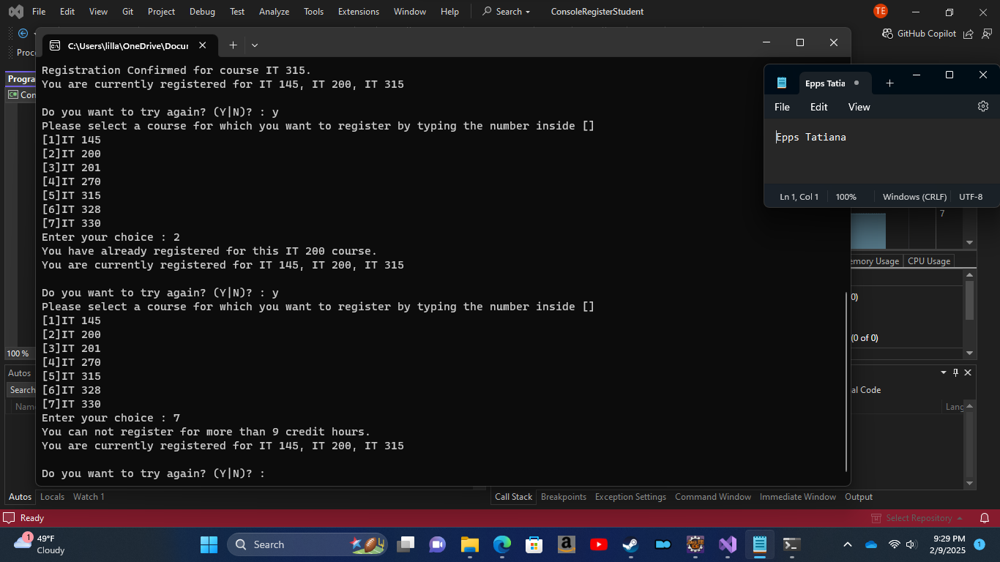 File Edit View Git Project Debug Test Analyze Tools Extensions Window Help Search ConsoleRegisterStudent TE
GitHub Copilot
C:\Users\lilla\OneDrive\Docur
Registration Confirmed for course IT 315.
You are currently registered for IT 145, IT 200, IT 315
Do you want to try again? (Y|N)? : y
Please select a course for which you want to register by typing the number inside []
[1]IT 145
[2]IT 200
[3]IT 201
[4]IT 270
[5]IT 315
[6]IT 328
[7]IT 330
Enter your choice : 2
You have already registered for this IT 200 course.
You are currently registered for IT 145, IT 200, IT 315
Do you want to try again? (Y|N)? : y
Please select a course for which you want to register by typing the number inside []
[1]IT 145
[2]IT 200
[3]IT 201
[4]IT 270
[5]IT 315
[6]IT 328
[7]IT 330
Enter your choice : 7
You can not register for more than 9 credit hours.
You are currently registered for IT 145, IT 200, IT 315
Do you want to try again? (Y|N)? :
Epps Tatia
File Edit View
Epps Tatiana
Ln 1, Col 1 100% Windows (CRLF) UTF-8
7
emory Usage CPU Usage
0)
(0 of 0)
al Code
Lang
Proc
Progra
C# Con
100 %
Autos
Search
Name
Autos Locals Watch 1
Call Stack Breakpoints Exception Settings Command Window Immediate Window Output
Ready
Select Repository
1
49°F
Cloudy
Search
9:29 PM
2/9/2025
1